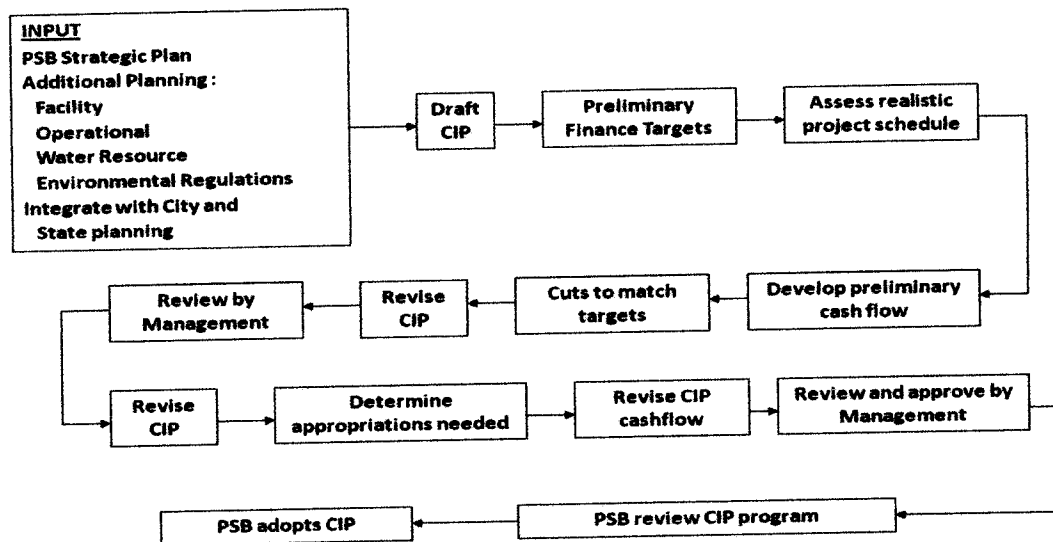 INPUT
PSB Strategic Plan
Additional Planning :
Facility
Operational
Water Resource
Environmental Regulations
Integrate with City and
State planning
Draft
CIP
Preliminary
Finance Targets
Assess realistic
project schedule
Develop preliminary
cash flow
Cuts to match
targets
Revise
CIP
Review by
Management
Revise
CIP
Determine
appropriations needed
Revise CIP
cashflow
Review and approve by
Management
PSB review CIP program
PSB adopts CIP